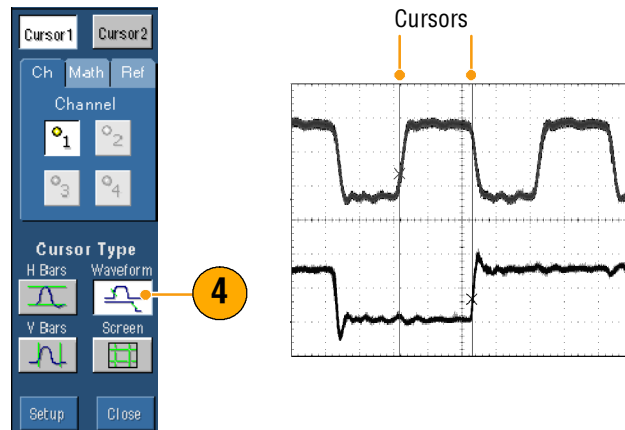 Cursor1 Cursor2
Ch Math Ref
Channel
1 2
3 4
Cursor Type
H Bars Waveform
V Bars Screen
Setup Close
4
Cursors